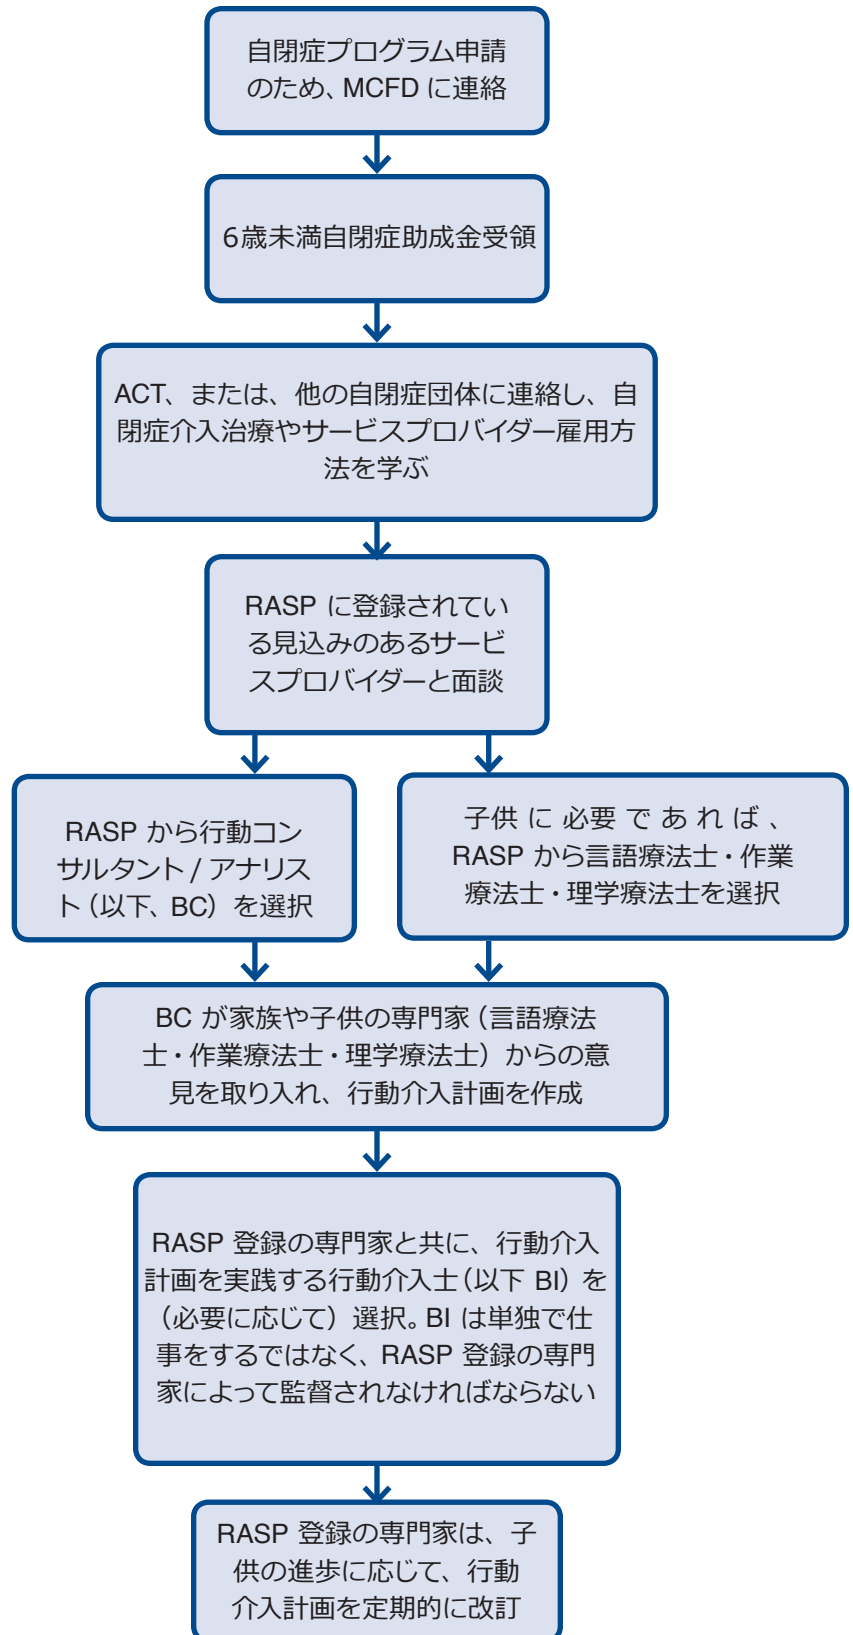 自閉症プログラム申請
のため、MCFD に連絡
6歳未満自閉症助成金受領
ACT、または、他の自閉症団体に連絡し、自
閉症介入治療やサービスプロバイダー雇用方
法を学ぶ
RASP に登録されてい
る見込みのあるサービ
スプロバイダーと面談
RASP から行動コン
サルタント / アナリス
ト（以下、BC）を選択
子供 に 必要 で あ れ ば 、
RASP から言語療法士・作業
療法士・理学療法士を選択
BC が家族や子供の専門家（言語療法
士・作業療法士・理学療法士）からの意
見を取り入れ、行動介入計画を作成
RASP 登録の専門家と共に、行動介入
計画を実践する行動介入士（以下 BI）を
（必要に応じて）選択。BI は単独で仕
事をするではなく、RASP 登録の専門
家によって監督されなければならない
RASP 登録の専門家は、子
供の進歩に応じて、行動
介入計画を定期的に改訂